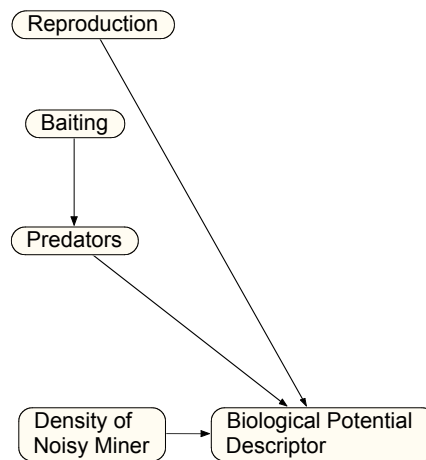 Reproduction
Baiting
Predators
Density of
Noisy Miner
Biological Potential
Descriptor